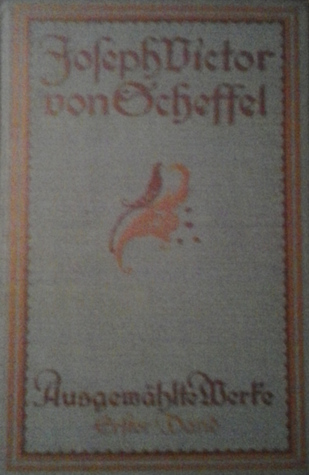 Joseph Victor
von Scheffel
Ausgewählte Werke
Erster Band